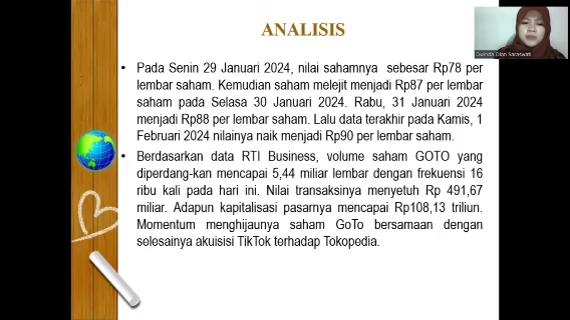 ANALISIS
• Pada Senin 29 Januari 2024, nilai sahamnya sebesar Rp78 per
lembar saham. Kemudian saham melejit menjadi Rp87 per lembar
saham pada Selasa 30 Januari 2024. Rabu, 31 Januari 2024
menjadi Rp88 per lembar saham. Lalu data terakhir pada Kamis, 1
Februari 2024 nilainya naik menjadi Rp90 per lembar saham.
• Berdasarkan data RTI Business, volume saham GOTO yang
diperdang-kan mencapai 5,44 miliar lembar dengan frekuensi 16
ribu kali pada hari ini. Nilai transaksinya menyetuh Rp 491,67
miliar. Adapun kapitalisasi pasarnya mencapai Rp108,13 triliun.
Momentum menghijaunya saham GoTo bersamaan dengan
selesainya akuisisi TikTok terhadap Tokopedia.
Dian Saraswati